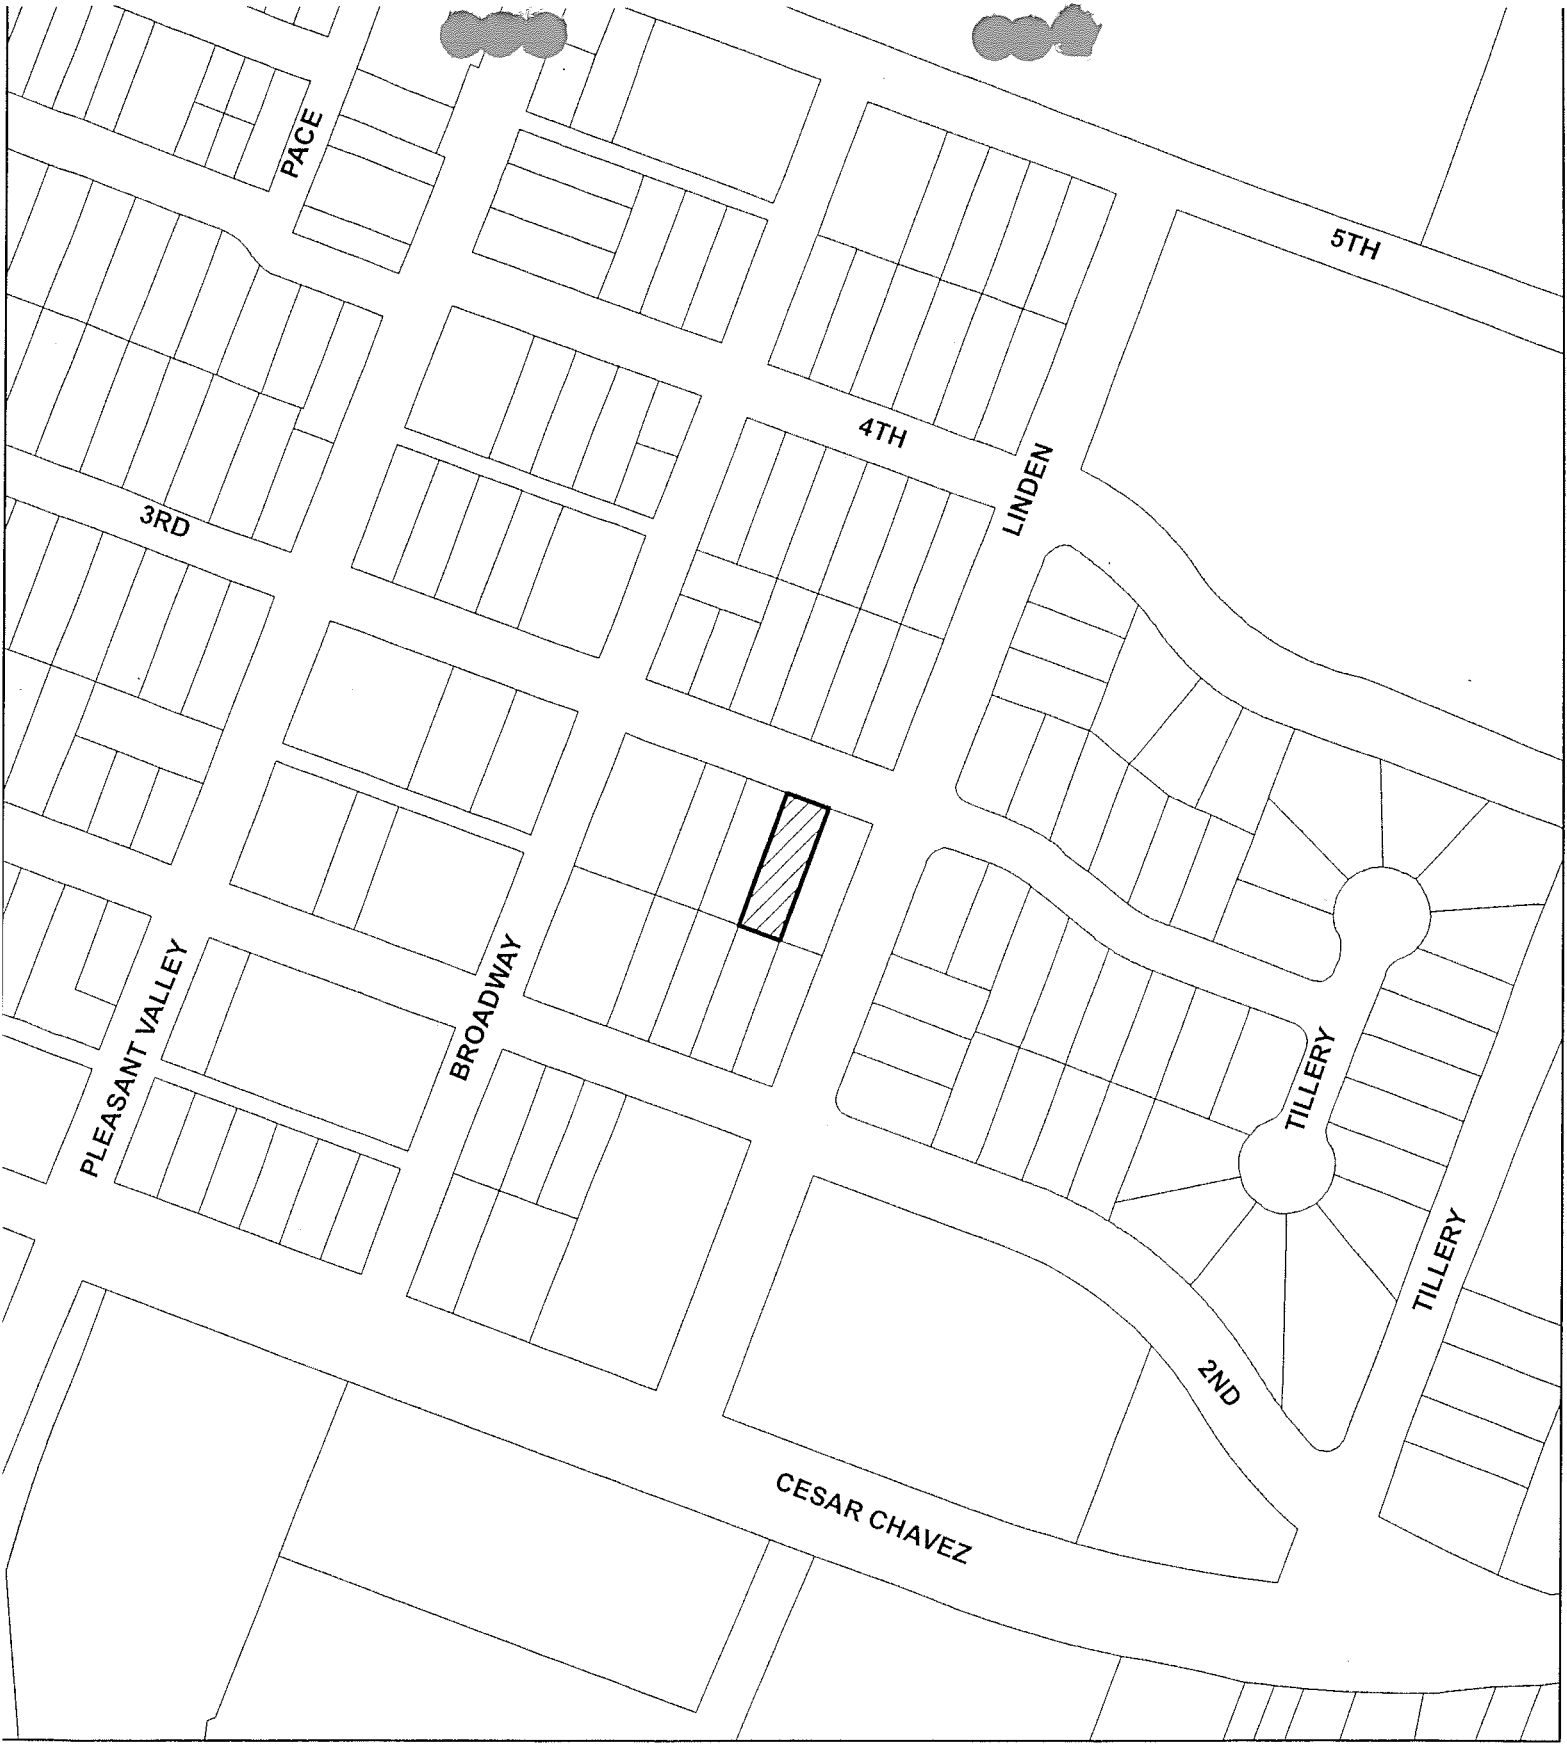 PACE
5TH
4TH
LINDEN
3RD
PLEASANT VALLEY
BROADWAY
TILLERY
TILLERY
2ND
CESAR CHAVEZ